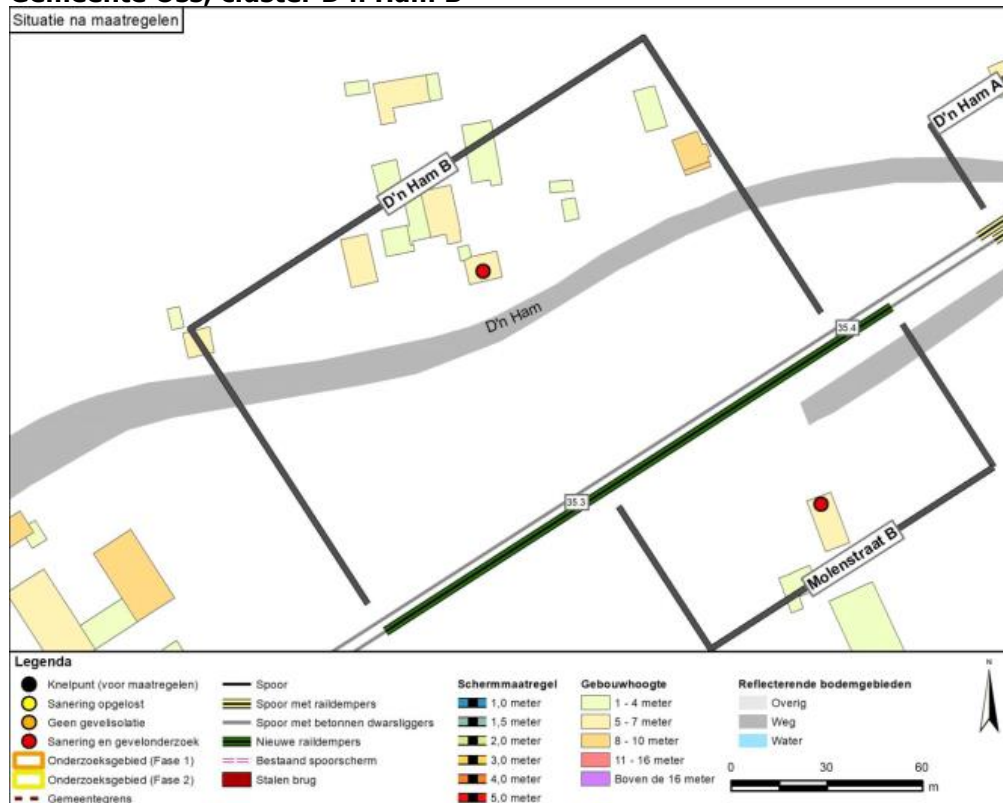 Gemeente Oss, cluster D'n Ham B
Situatie na maatregelen
D'n Ham A
D'n Ham B
D'n Ham
35.4
35.3
Molenstraat B
Legenda
Knelpunt (voor maatregelen)
Sanering opgelost
Geen gevelisolatie
Sanering en gevelonderzoek
Onderzoeksgebied (Fase 1)
Onderzoeksgebied (Fase 2)
Gemeentegrens
Spoor
Spoor met raildempers
Spoor met betonnen dwarsliggers
Nieuwe raildempers
Bestaand spoorscherm
Stalen brug
Schermmaatregel
1,0 meter
1,5 meter
2,0 meter
3,0 meter
4,0 meter
5,0 meter
Gebouwhoogte
1 - 4 meter
5 - 7 meter
8 - 10 meter
11 - 16 meter
Boven de 16 meter
Reflecterende bodemgebieden
Overig
Weg
Water
N
0 30 60
m